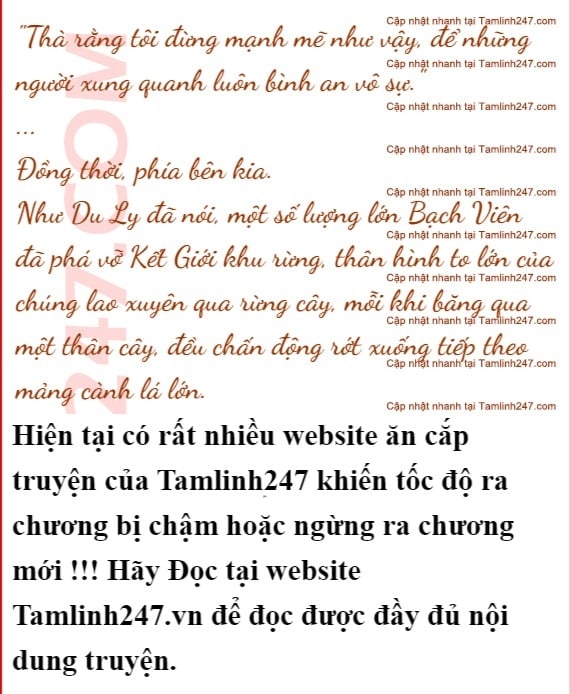 Cập nhật nhanh tại Tamlinh247.com
"Thà rằng tôi đừng mạnh mẽ như vậy, để những
Cập nhật nhanh tại Tamlinh247.com
người xung quanh luôn bình an vô sự."
Cập nhật nhanh tại Tamlinh247.com
...
Cập nhật nhanh tại Tamlinh247.com
Đồng thời, phía bên kia.
Cập nhật nhanh tại Tamlinh247.com
Như Du Ly đã nói, một số lượng lớn Bạch Viên
Cập nhật nhanh tại Tamlinh247.com
đã phá vỡ Kết Giới khu rừng, thân hình to lớn của
Cập nhật nhanh tại Tamlinh247.com
chúng lao xuyên qua rừng cây, mỗi khi băng qua
Cập nhật nhanh tại Tamlinh247.com
một thân cây, đều chấn động rớt xuống tiếp theo
Cập nhật nhanh tại Tamlinh247.com
mảng cành lá lớn.
Cập nhật nhanh tại Tamlinh247.com
247.COM
Hiện tại có rất nhiều website ăn cắp
truyện của Tamlinh247 khiến tốc độ ra
chương bị chậm hoặc ngừng ra chương
mới !!! Hãy Đọc tại website
Tamlinh247.vn để đọc được đầy đủ nội
dung truyện.